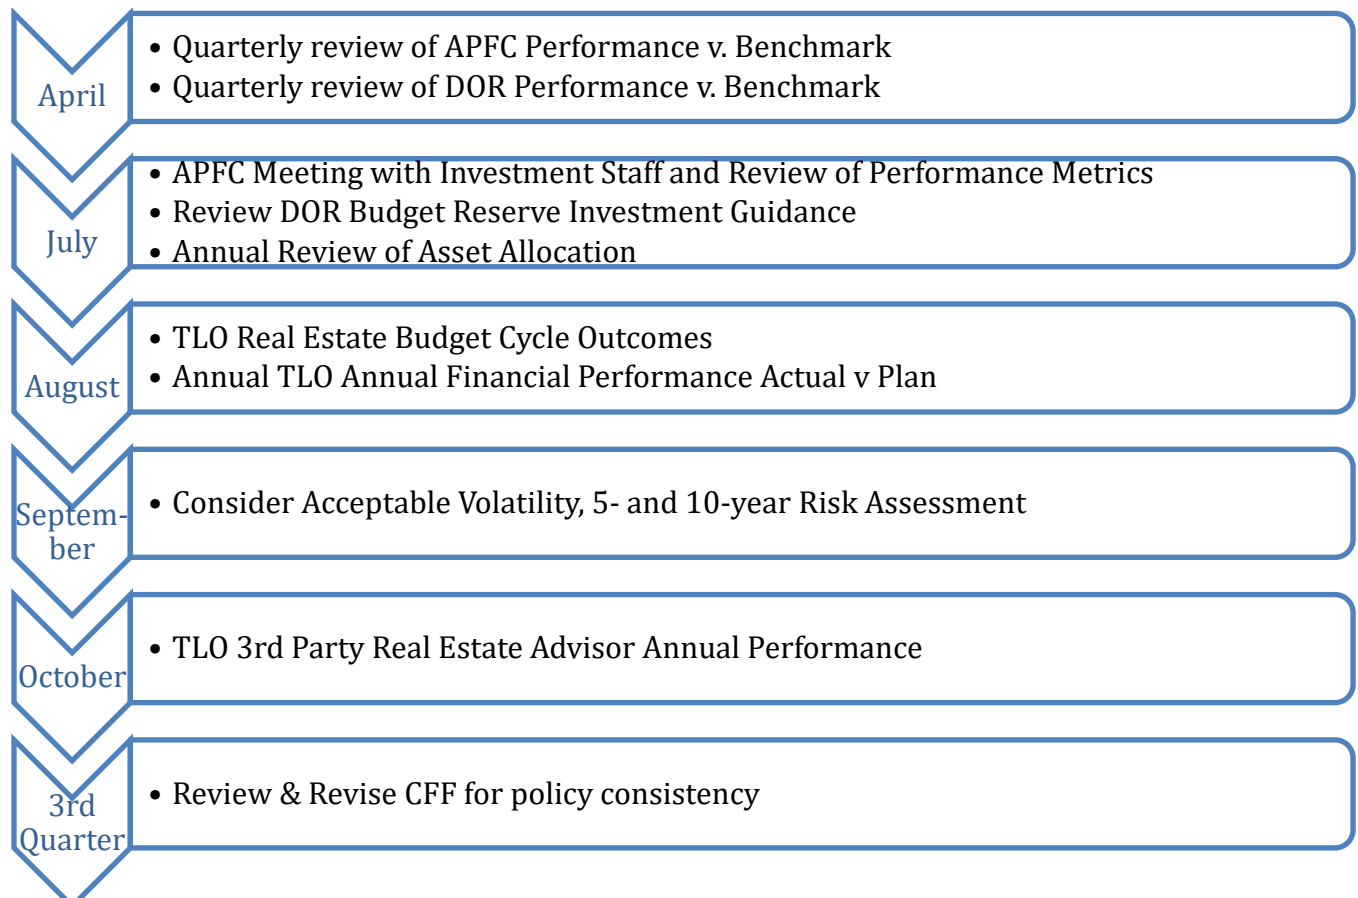 April
• Quarterly review of APFC Performance v. Benchmark
• Quarterly review of DOR Performance v. Benchmark
July
• APFC Meeting with Investment Staff and Review of Performance Metrics
• Review DOR Budget Reserve Investment Guidance
• Annual Review of Asset Allocation
August
• TLO Real Estate Budget Cycle Outcomes
• Annual TLO Annual Financial Performance Actual v Plan
Septem-
ber
• Consider Acceptable Volatility, 5- and 10-year Risk Assessment
October
• TLO 3rd Party Real Estate Advisor Annual Performance
3rd
Quarter
• Review & Revise CFF for policy consistency